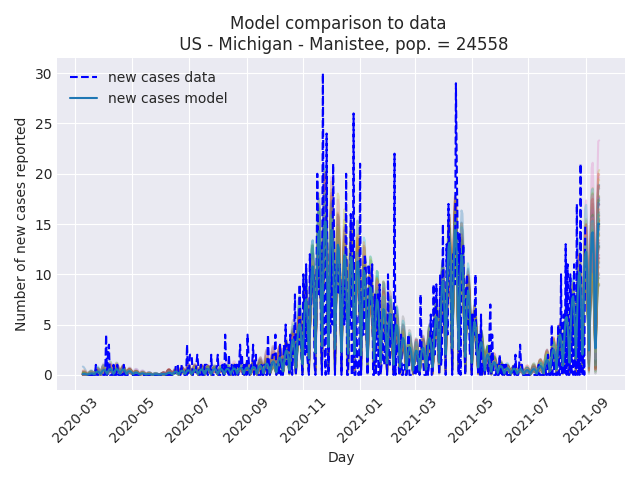 Model comparison to data
US - Michigan - Manistee, pop. = 24558
new cases data
new cases model
Number of new cases reported
30
25
20
15
10
5
0
2020-03
2020-05
2020-07
2020-09
2020-11
2021-01
2021-03
2021-05
2021-07
2021-09
Day